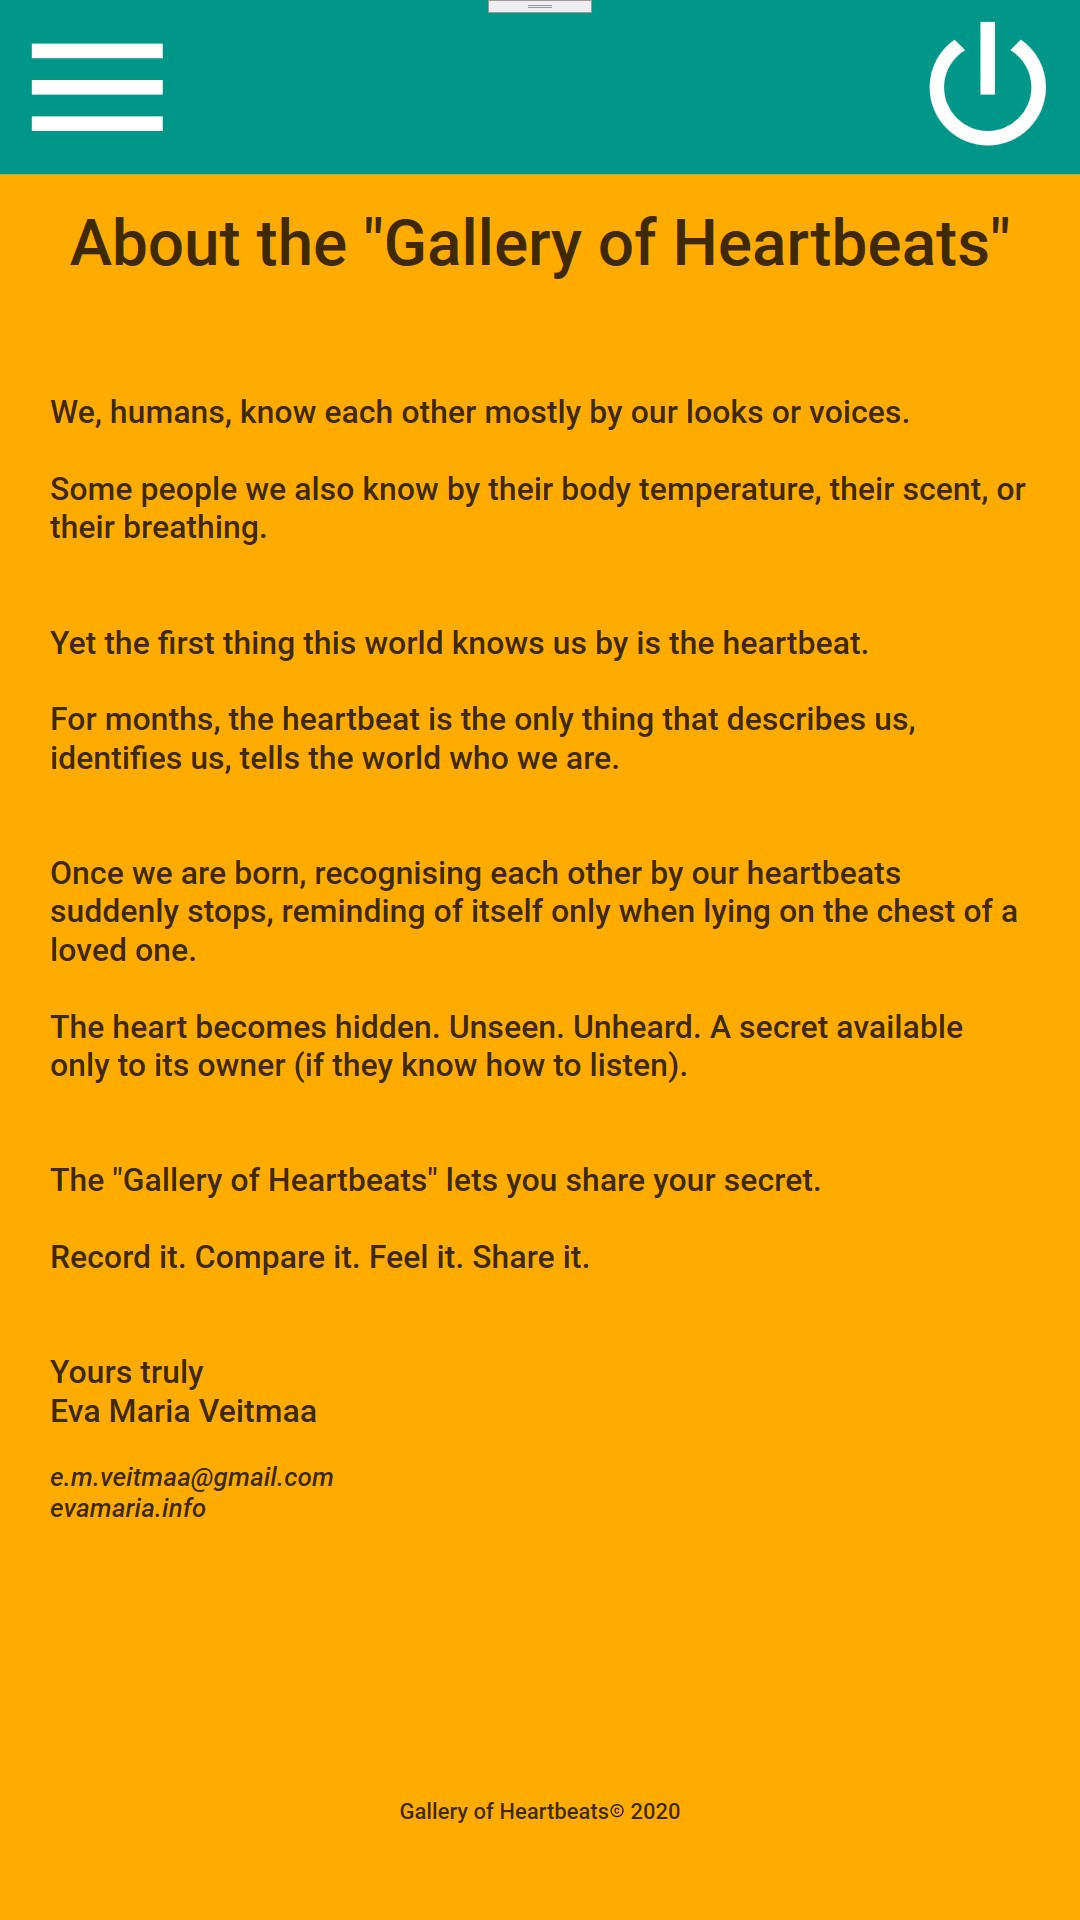 About the "Gallery of Heartbeats"
We, humans, know each other mostly by our looks or voices.
Some people we also know by their body temperature, their scent, or
their breathing.
Yet the first thing this world knows us by is the heartbeat.
For months, the heartbeat is the only thing that describes us,
identifies us, tells the world who we are.
Once we are born, recognising each other by our heartbeats
suddenly stops, reminding of itself only when lying on the chest of a
loved one.
The heart becomes hidden. Unseen. Unheard. A secret available
only to its owner (if they know how to listen).
The "Gallery of Heartbeats" lets you share your secret.
Record it. Compare it. Feel it. Share it.
Yours truly
Eva Maria Veitmaa
e.m.veitmaa@gmail.com
evamaria.info
Gallery of Heartbeats© 2020